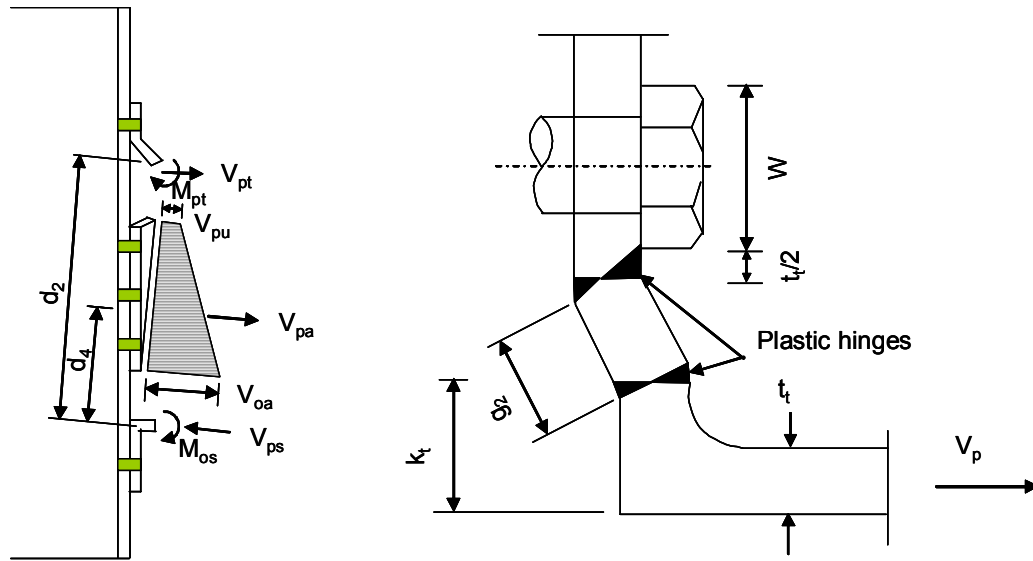 V_pt
M_pt
V_pu
d_2
d_4
V_pa
V_oa
V_ps
M_os
W
t_t/2
Plastic hinges
g_2
t_t
k_t
V_p